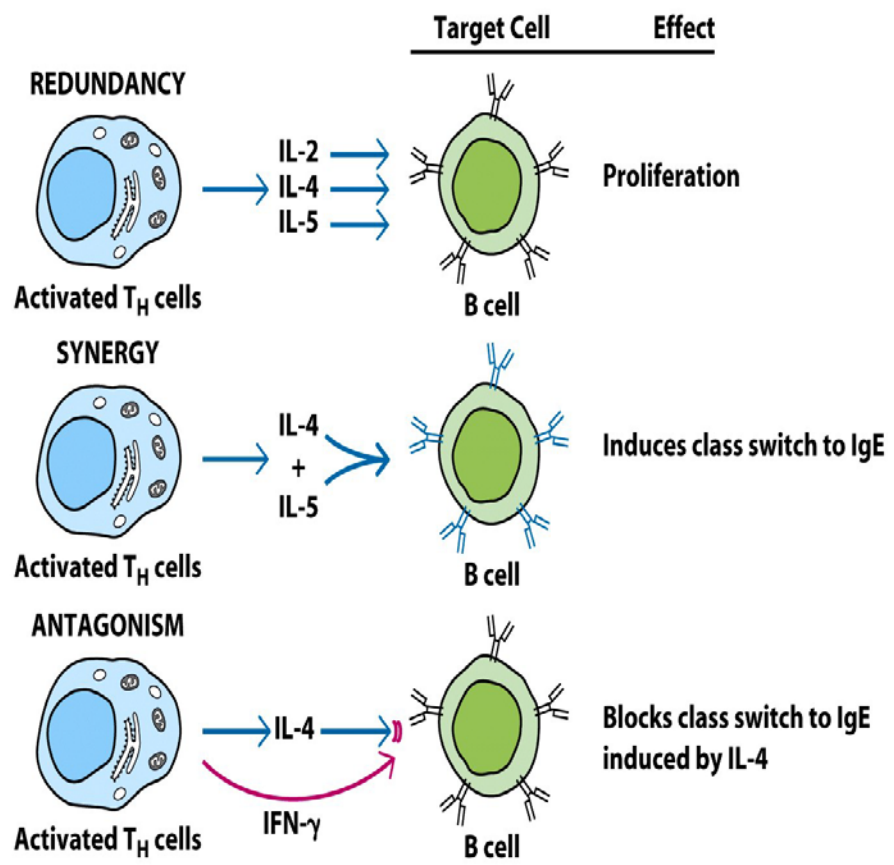 Target Cell Effect
REDUNDANCY
IL-2
IL-4
IL-5
Proliferation
Activated TH cells
B cell
SYNERGY
IL-4
+
IL-5
Induces class switch to IgE
Activated TH cells
B cell
ANTAGONISM
IL-4
Blocks class switch to IgE
induced by IL-4
IFN-γ
Activated TH cells
B cell